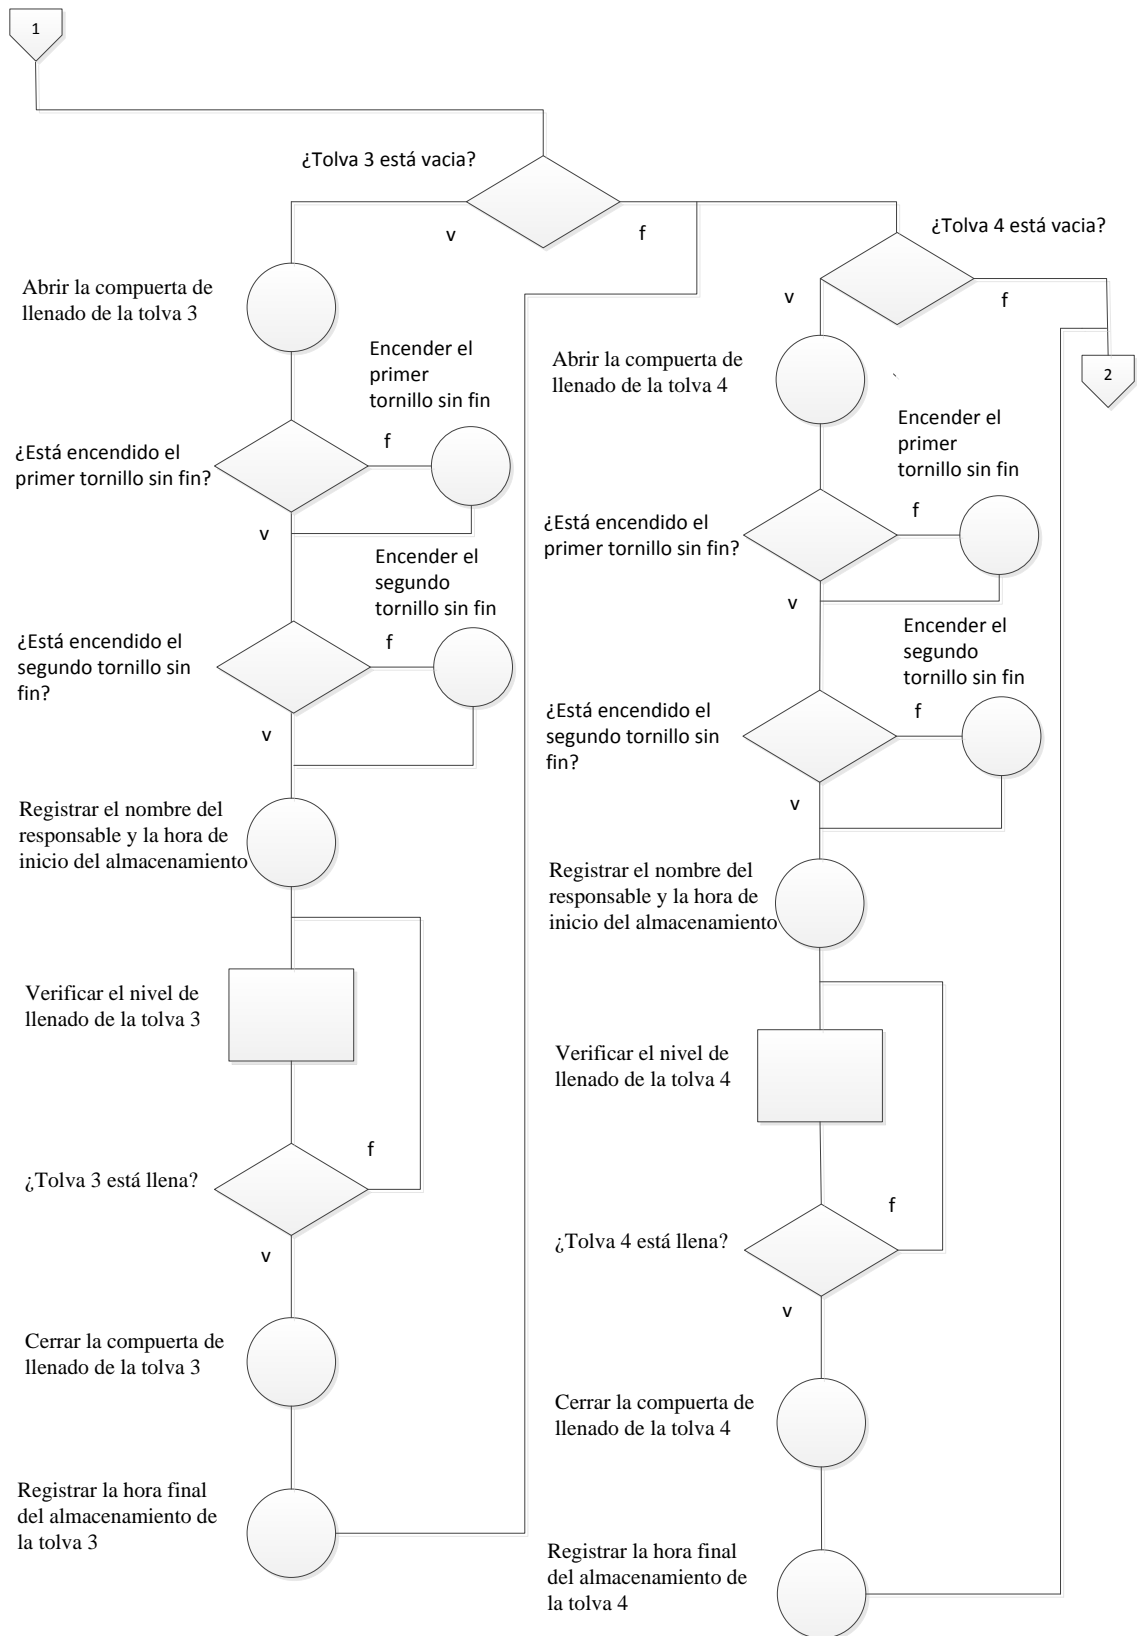 1
¿Tolva 3 está vacia?
v
f
Abrir la compuerta de
llenado de la tolva 3
Encender el
primer
tornillo sin fin
¿Está encendido el
primer tornillo sin fin?
f
v
Encender el
segundo
tornillo sin fin
¿Está encendido el
segundo tornillo sin
fin?
f
v
Registrar el nombre del
responsable y la hora de
inicio del almacenamiento
Verificar el nivel de
llenado de la tolva 3
¿Tolva 3 está llena?
f
v
Cerrar la compuerta de
llenado de la tolva 3
Registrar la hora final
del almacenamiento de
la tolva 3
¿Tolva 4 está vacia?
v
f
2
Abrir la compuerta de
llenado de la tolva 4
`
Encender el
primer
tornillo sin fin
¿Está encendido el
primer tornillo sin fin?
f
v
Encender el
segundo
tornillo sin fin
¿Está encendido el
segundo tornillo sin
fin?
f
v
Registrar el nombre del
responsable y la hora de
inicio del almacenamiento
Verificar el nivel de
llenado de la tolva 4
¿Tolva 4 está llena?
f
v
Cerrar la compuerta de
llenado de la tolva 4
Registrar la hora final
del almacenamiento de
la tolva 4